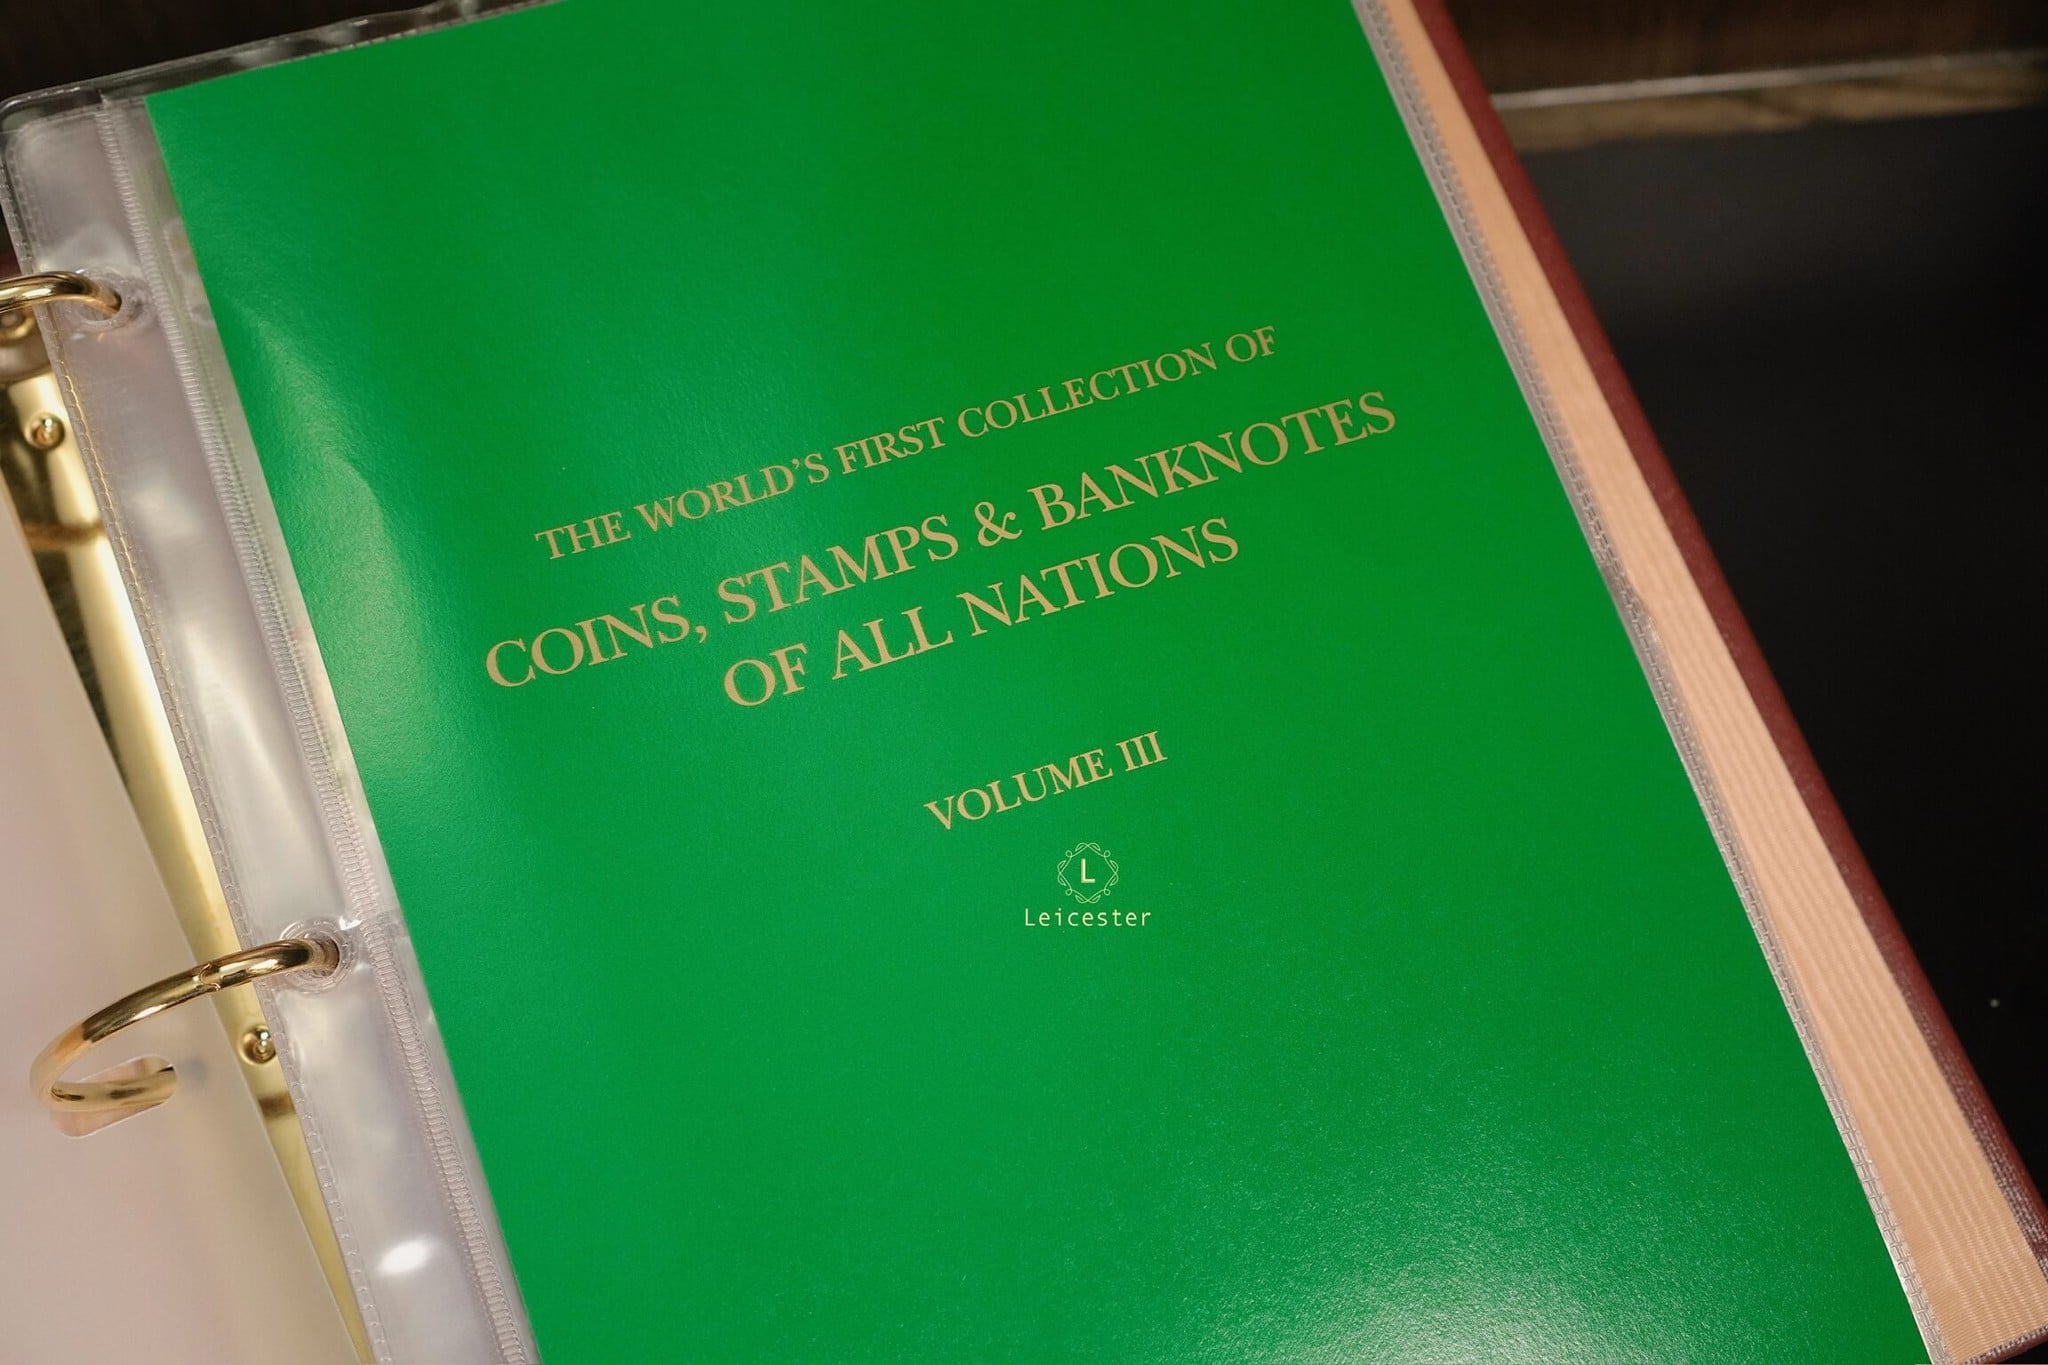 THE WORLD'S FIRST COLLECTION OF
COINS, STAMPS & BANKNOTES
OF ALL NATIONS
VOLUME III
L
Leicester